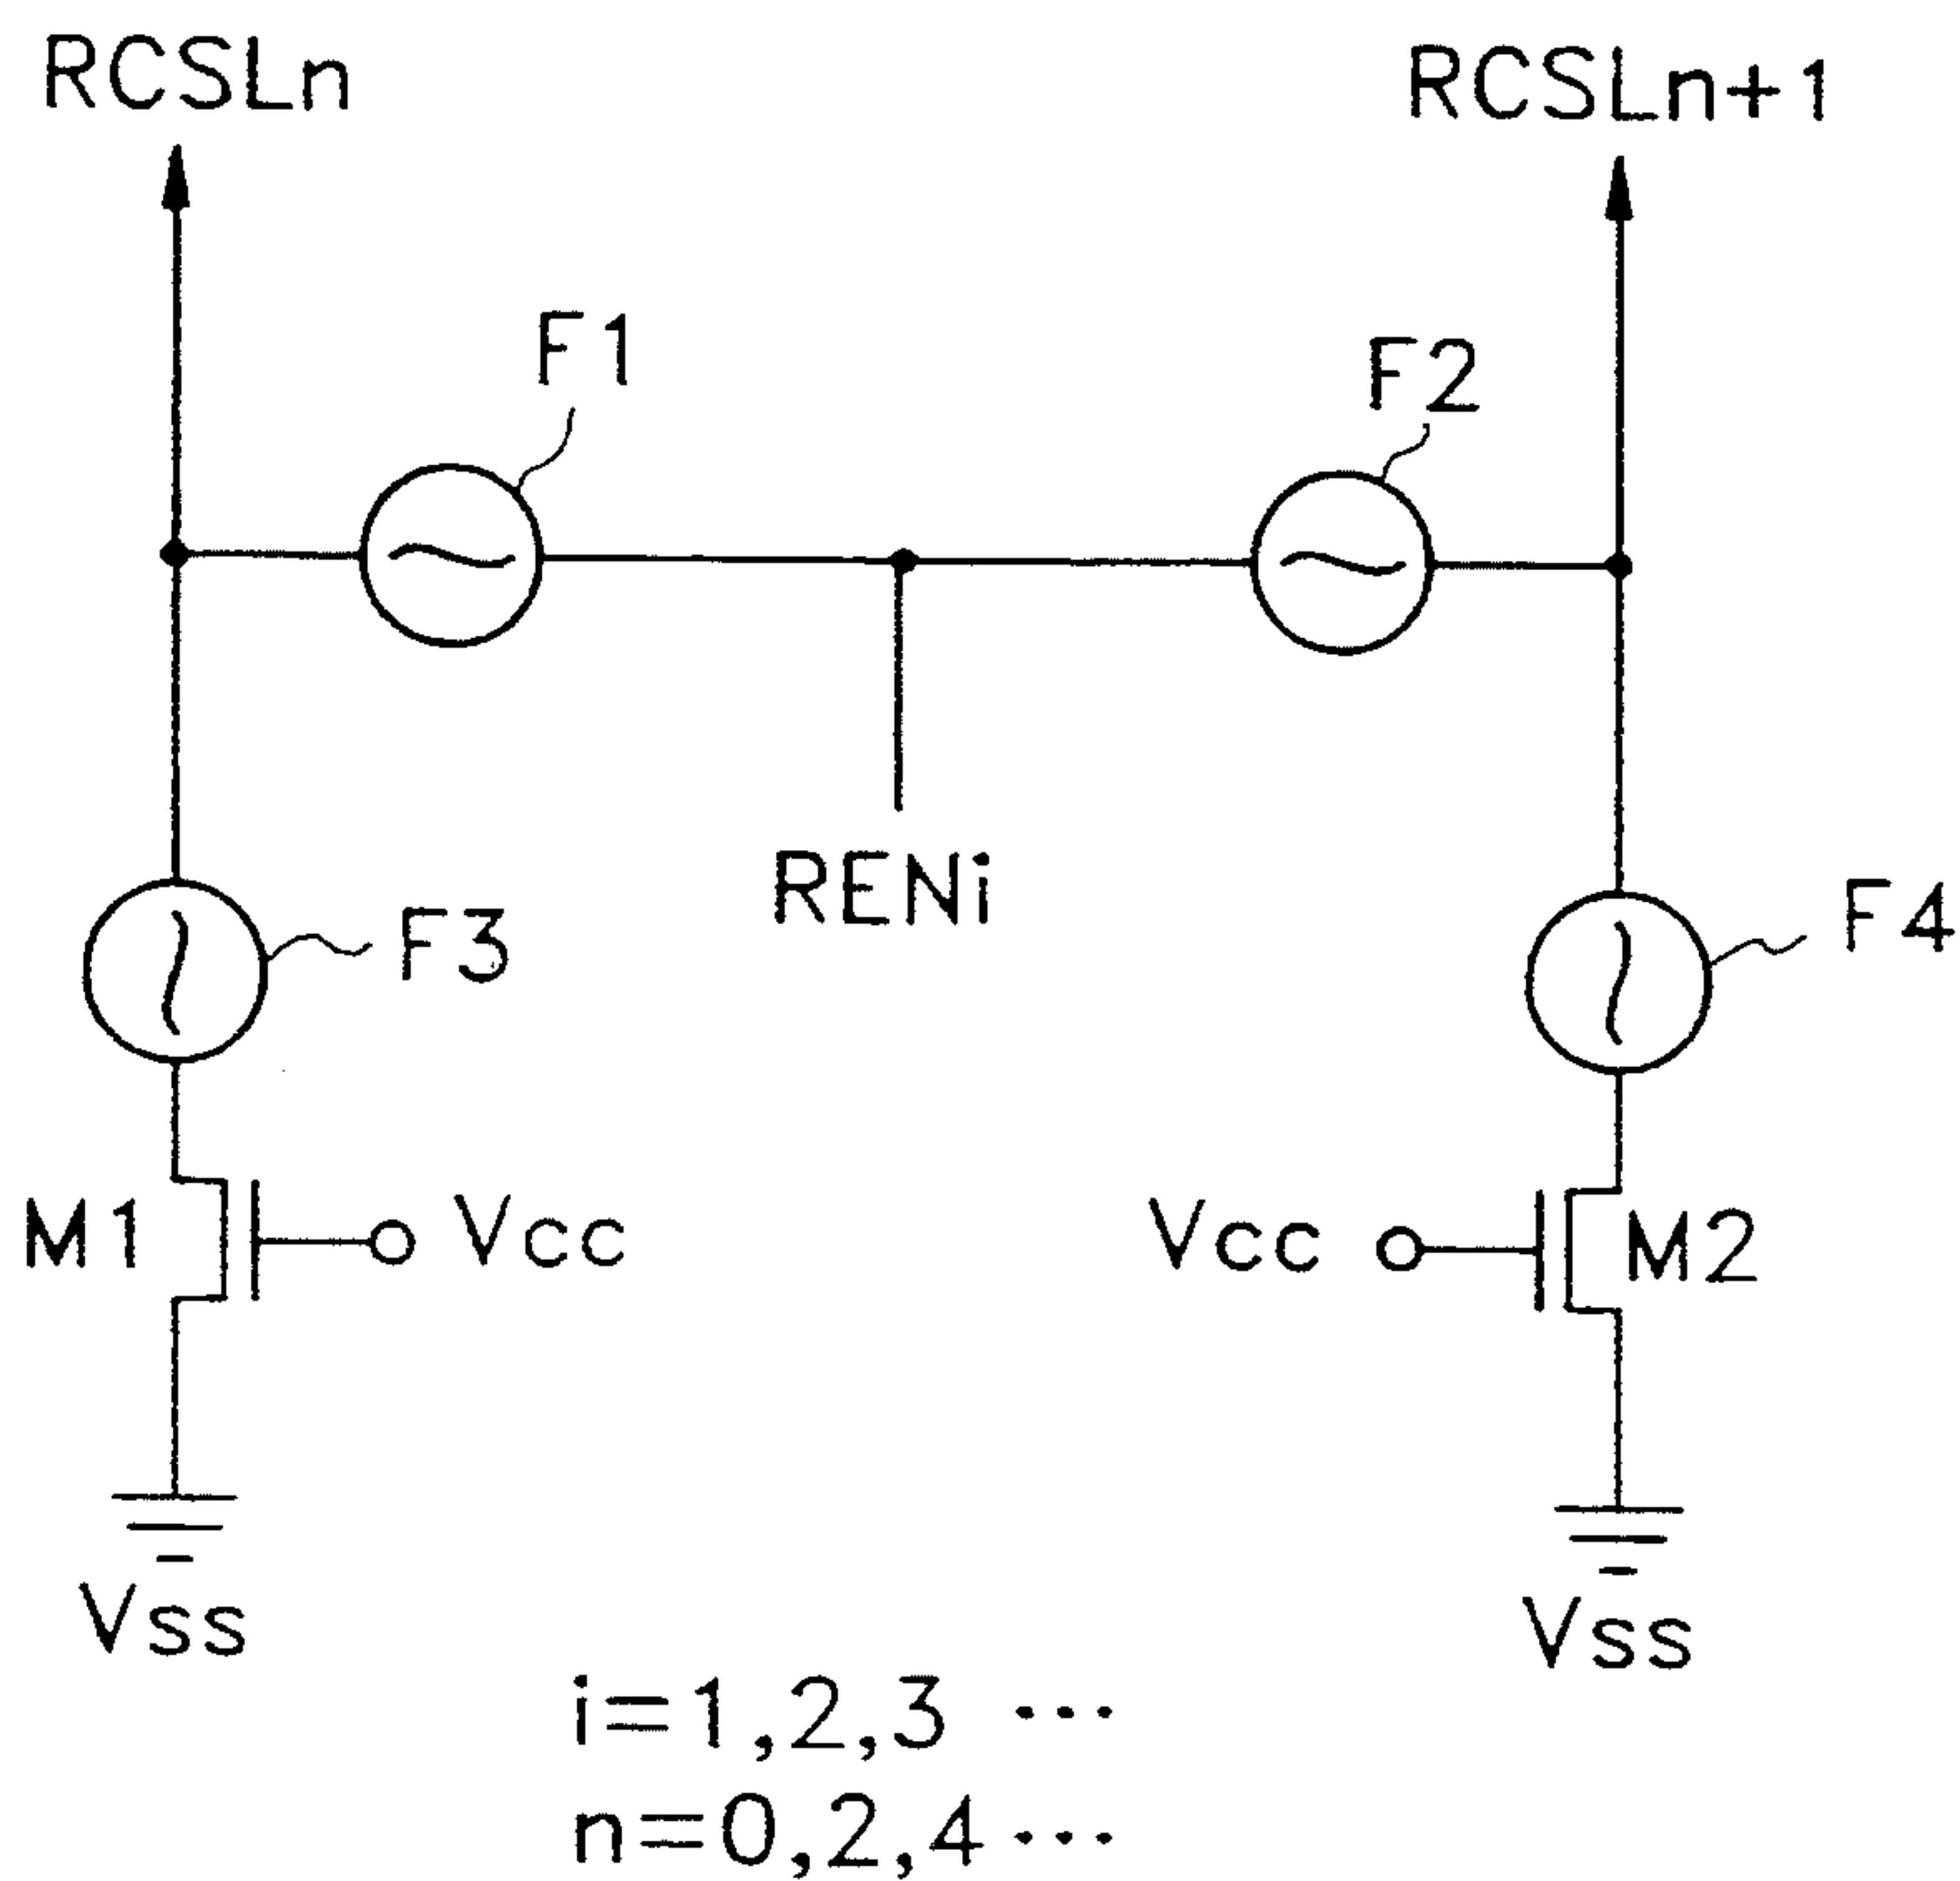 RCSLn
RCSLn+1
F1
F2
RENi
F3
F4
M1
Vcc
Vcc
M2
Vss
Vss
i=1,2,3 ···
n=0,2,4···